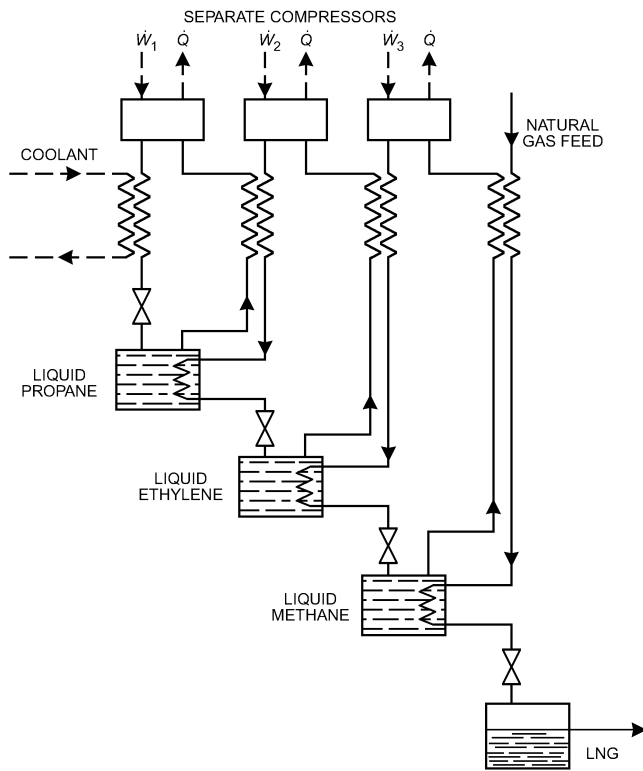 SEPARATE COMPRESSORS
Ẇ1 Q̇ Ẇ2 Q̇ Ẇ3 Q̇
NATURAL
GAS FEED
COOLANT
LIQUID
PROPANE
LIQUID
ETHYLENE
LIQUID
METHANE
LNG